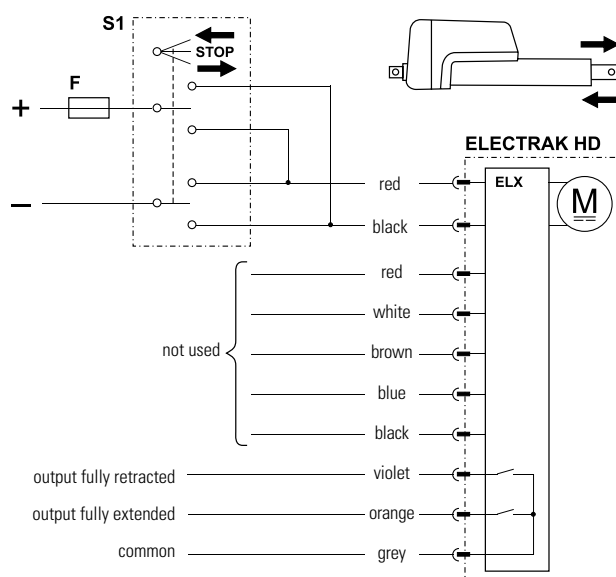 S1
STOP
F
+
–
ELECTRAK HD
ELX
M
red
black
red
white
not used
brown
blue
black
output fully retracted
violet
output fully extended
orange
common
grey